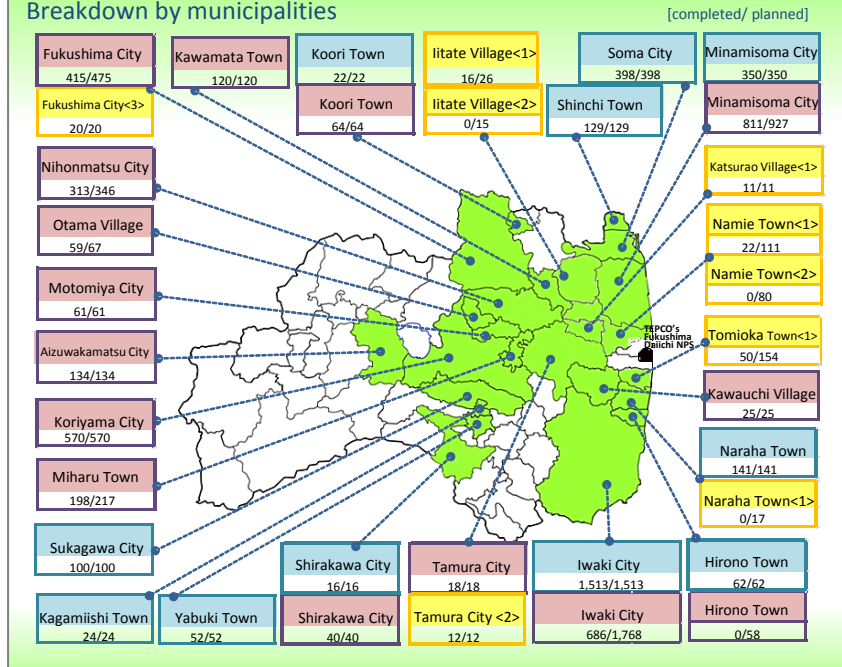 Breakdown by municipalities
[completed/ planned]
Fukushima City
415/475
Fukushima City<3>
20/20
Kawamata Town
120/120
Koori Town
22/22
Koori Town
64/64
Iitate Village<1>
16/26
Iitate Village<2>
0/15
Soma City
398/398
Shinchi Town
129/129
Minamisoma City
350/350
Minamisoma City
811/927
Katsurao Village<1>
11/11
Namie Town<1>
22/111
Namie Town<2>
0/80
Tomioka Town<1>
50/154
Kawauchi Village
25/25
Naraha Town
141/141
Naraha Town<1>
0/17
Nihonmatsu City
313/346
Otama Village
59/67
Motomiya City
61/61
Aizuwakamatsu City
134/134
Koriyama City
570/570
Miharu Town
198/217
Sukagawa City
100/100
Kagamiishi Town
24/24
Yabuki Town
52/52
Shirakawa City
16/16
Shirakawa City
40/40
Tamura City
18/18
Tamura City <2>
12/12
Iwaki City
1,513/1,513
Iwaki City
686/1,768
Hirono Town
62/62
Hirono Town
0/58
TEPCO's
Fukushima
Daiichi NPS